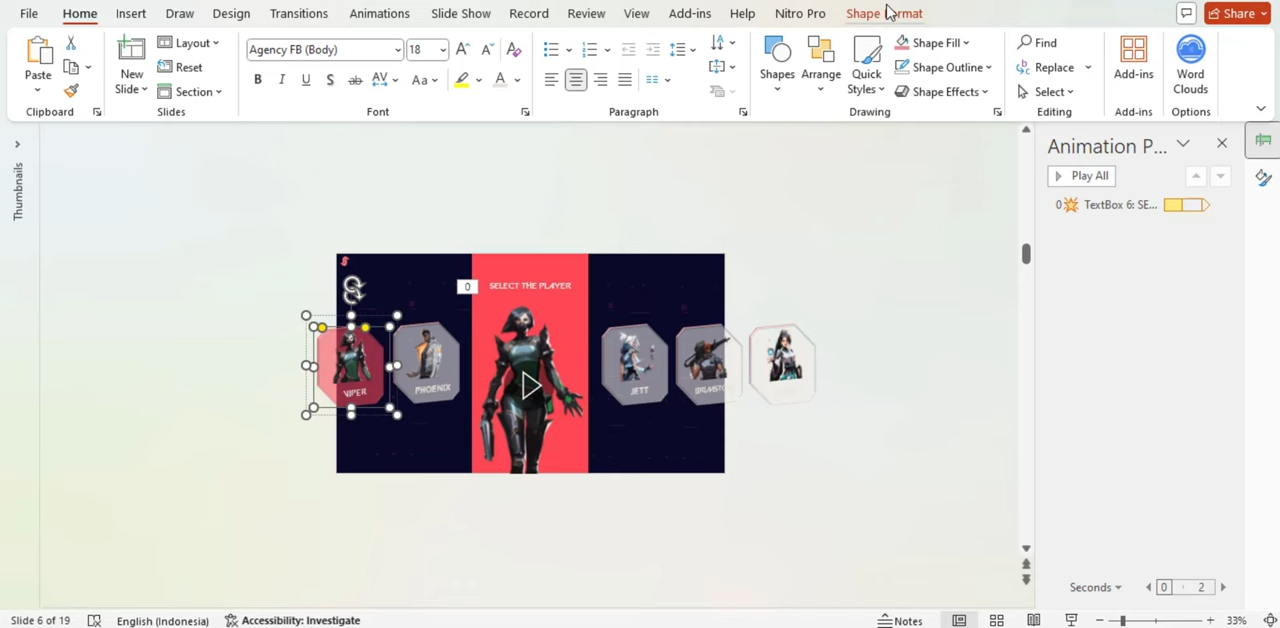 File Home Insert Draw Design Transitions Animations Slide Show Record Review View Add-ins Help Nitro Pro Shape Format Share
Paste
Clipboard
New
Slide
Layout
Reset
Section
Slides
Agency FB (Body) 18
B I U S ab AV Aa A
Font
Paragraph
Shapes Arrange Quick
Styles
Shape Fill
Shape Outline
Shape Effects
Drawing
Find
Replace
Select
Editing
Add-ins
Add-ins
Word
Clouds
Options
Thumbnails
0 SELECT THE PLAYER
VIPER PHOENIX JETT
Animation P...
Play All
0 TextBox 6: SE...
Seconds 0 2
Slide 6 of 19 English (Indonesia) Accessibility: Investigate Notes 33%